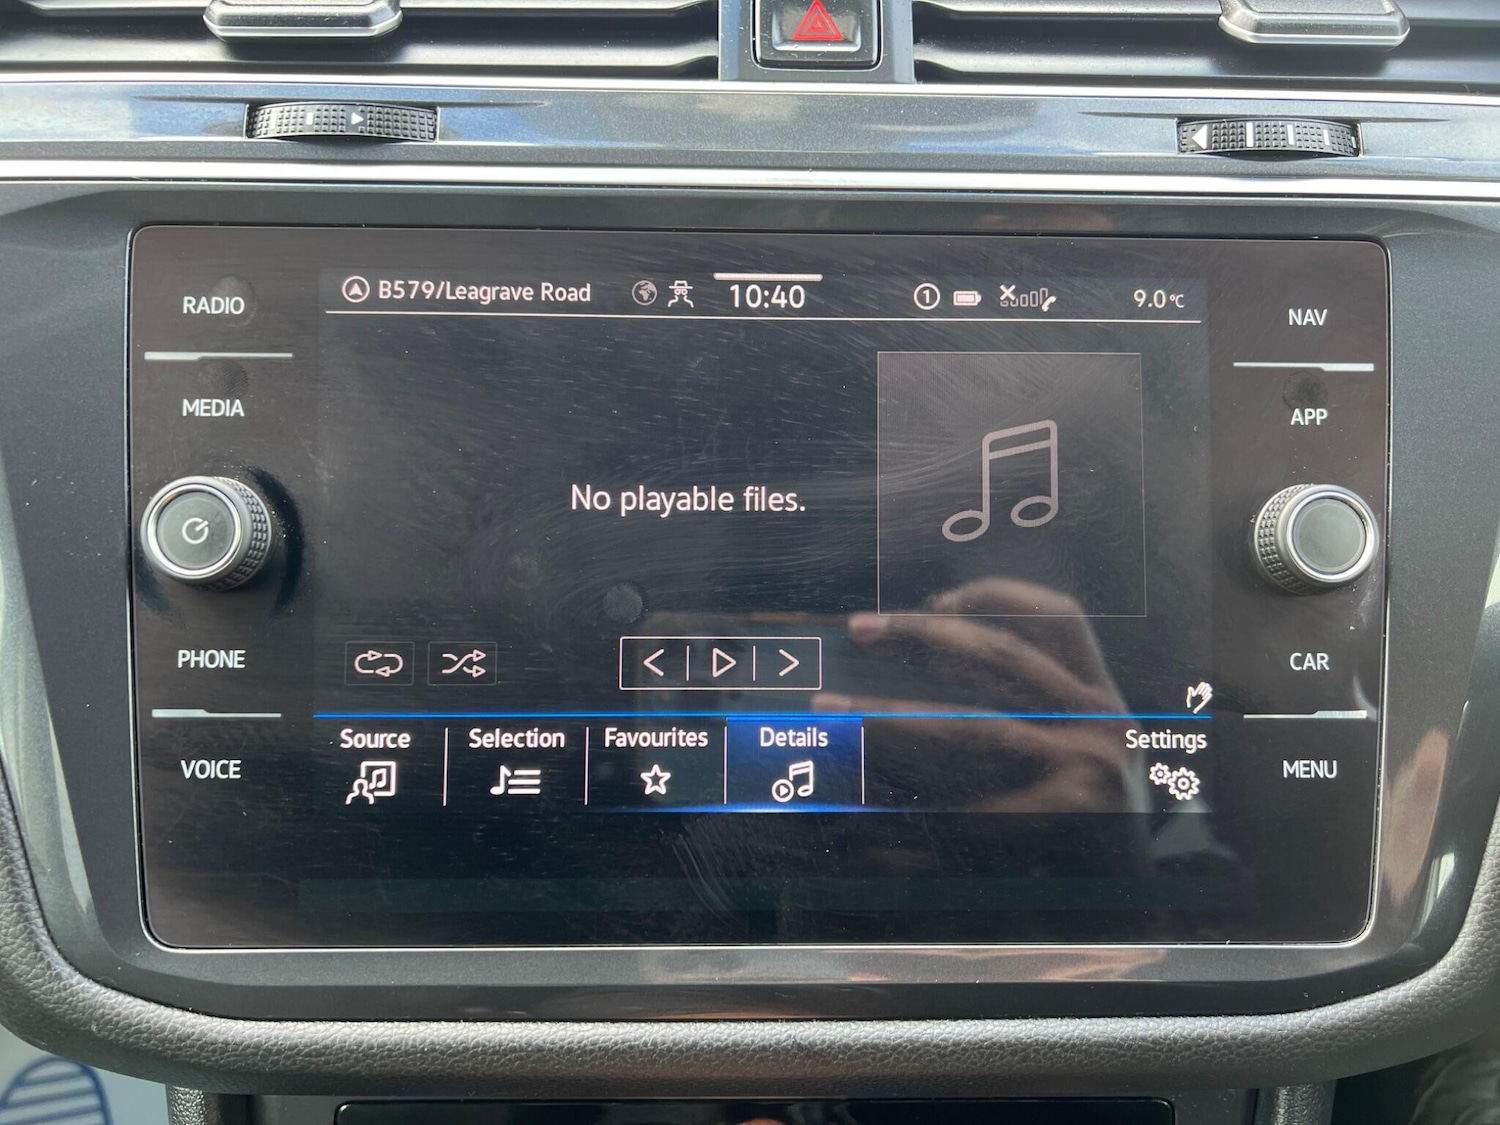 RADIO
MEDIA
PHONE
VOICE
B579/Leagrave Road
10:40
1
9.0°C
No playable files.
Source
Selection
Favourites
Details
Settings
NAV
APP
CAR
MENU